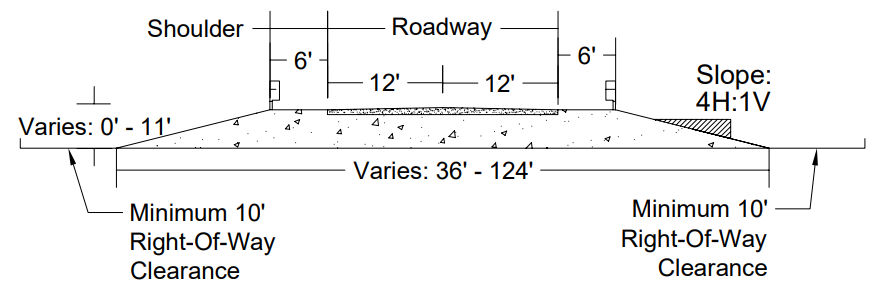 Shoulder
Roadway
6'
6'
12'
12'
Slope:
4H:1V
Varies: 0' - 11'
Varies: 36' - 124'
Minimum 10'
Right-Of-Way
Clearance
Minimum 10'
Right-Of-Way
Clearance